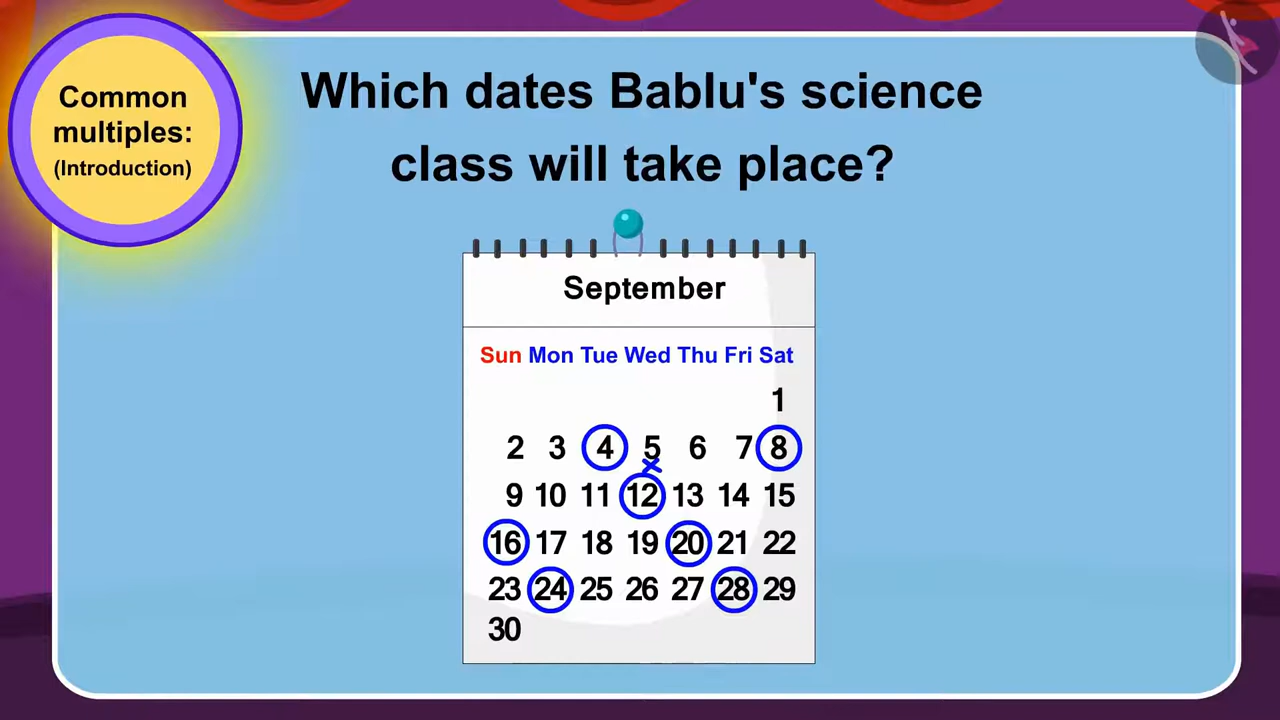 Common
multiples:
(Introduction)
Which dates Bablu's science
class will take place?
September
Sun Mon Tue Wed Thu Fri Sat
1
2 3 4 5 6 7 8
9 10 11 12 13 14 15
16 17 18 19 20 21 22
23 24 25 26 27 28 29
30